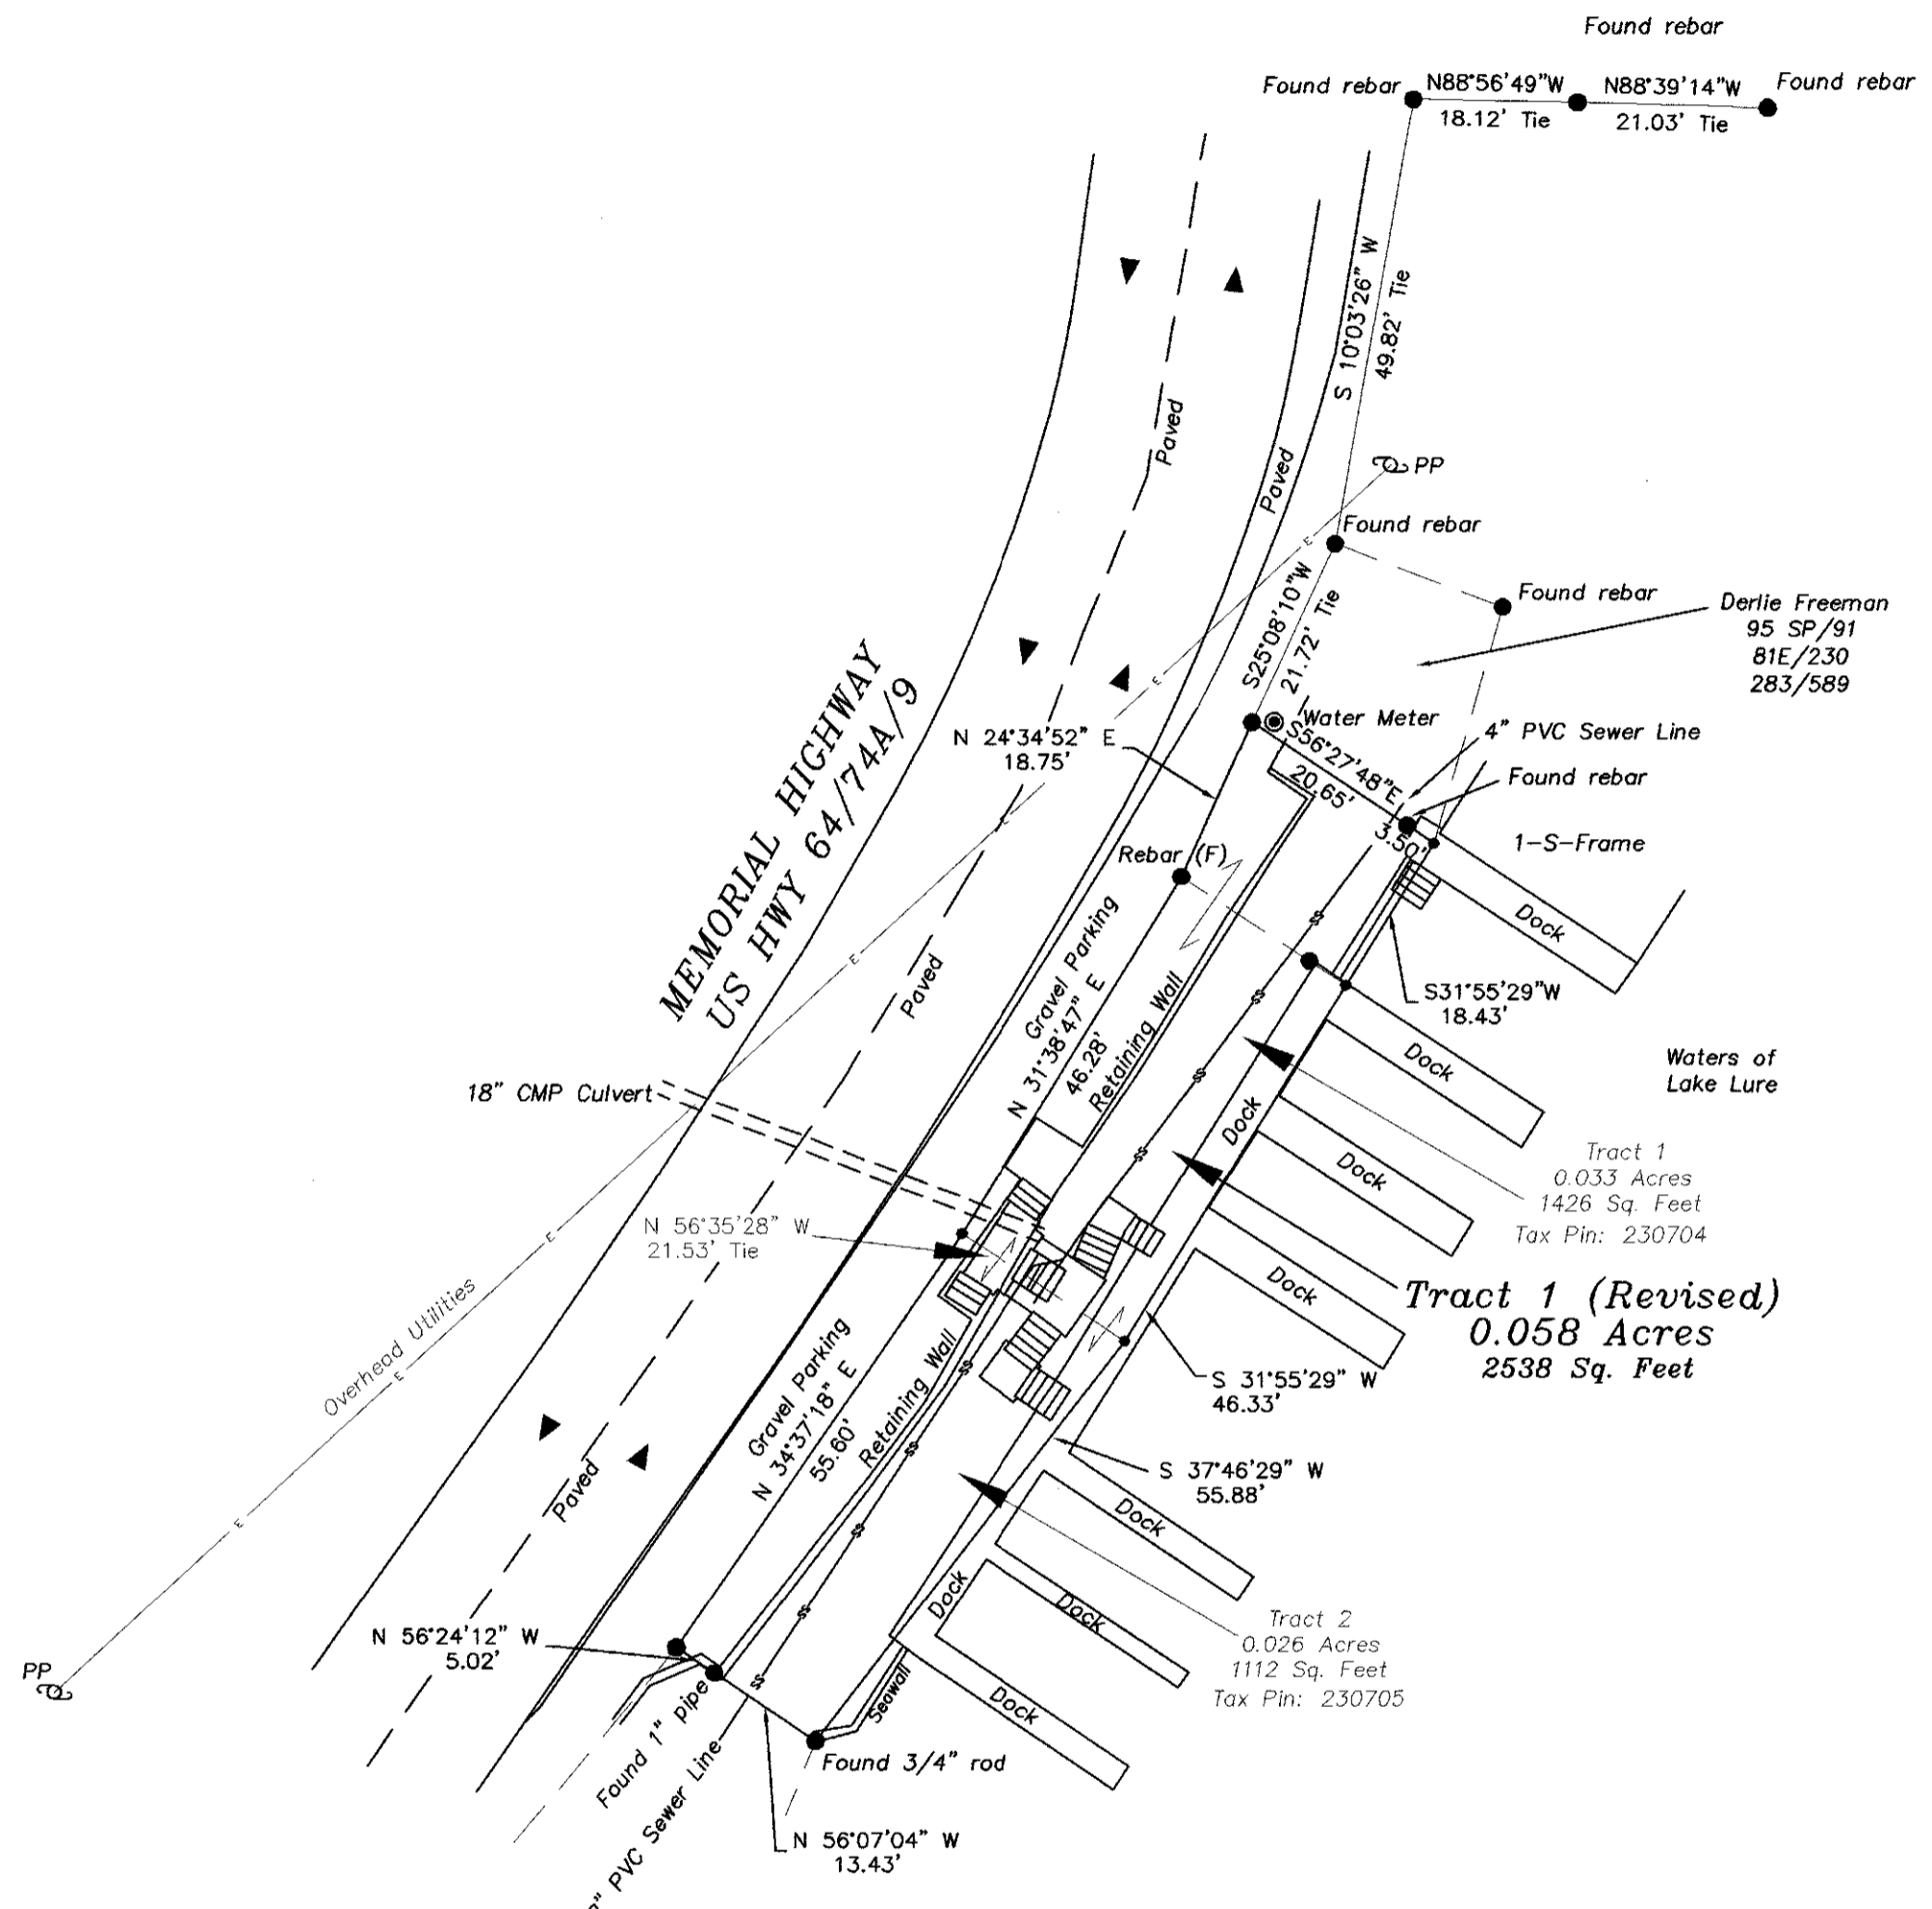 Found rebar
Found rebar
N88°56'49"W
18.12' Tie
N88°39'14"W
21.03' Tie
Found rebar
S 10°03'26" W
49.82' Tie
Paved
Paved
PP
Found rebar
Found rebar
S25°08'10"W
21.72' Tie
Derlie Freeman
95 SP/91
81E/230
283/589
MEMORIAL HIGHWAY
US HWY 64/74A/9
N 24°34'52" E
18.75'
Water Meter
S56°27'48"E
20.65'
4" PVC Sewer Line
Found rebar
3.50'
1-S-Frame
Rebar (F)
Dock
Paved
Gravel Parking
N 31°38'47" E
46.28'
Retaining Wall
S31°55'29"W
18.43'
Dock
Waters of
Lake Lure
18" CMP Culvert
Dock
Dock
Tract 1
0.033 Acres
1426 Sq. Feet
Tax Pin: 230704
N 56°35'28" W
21.53' Tie
Dock
Tract 1 (Revised)
0.058 Acres
2538 Sq. Feet
Overhead Utilities
E
E
E
E
E
E
E
Gravel Parking
N 34°37'18" E
55.60'
Retaining Wall
S 31°55'29" W
46.33'
S 37°46'29" W
55.88'
Paved
Dock
Dock
Dock
Tract 2
0.026 Acres
1112 Sq. Feet
Tax Pin: 230705
N 56°24'12" W
5.02'
PP
SS
SS
SS
SS
SS
SS
SS
SS
SS
Seawall
Dock
Found 1" pipe
Found 3/4" rod
PVC Sewer Line
N 56°07'04" W
13.43'